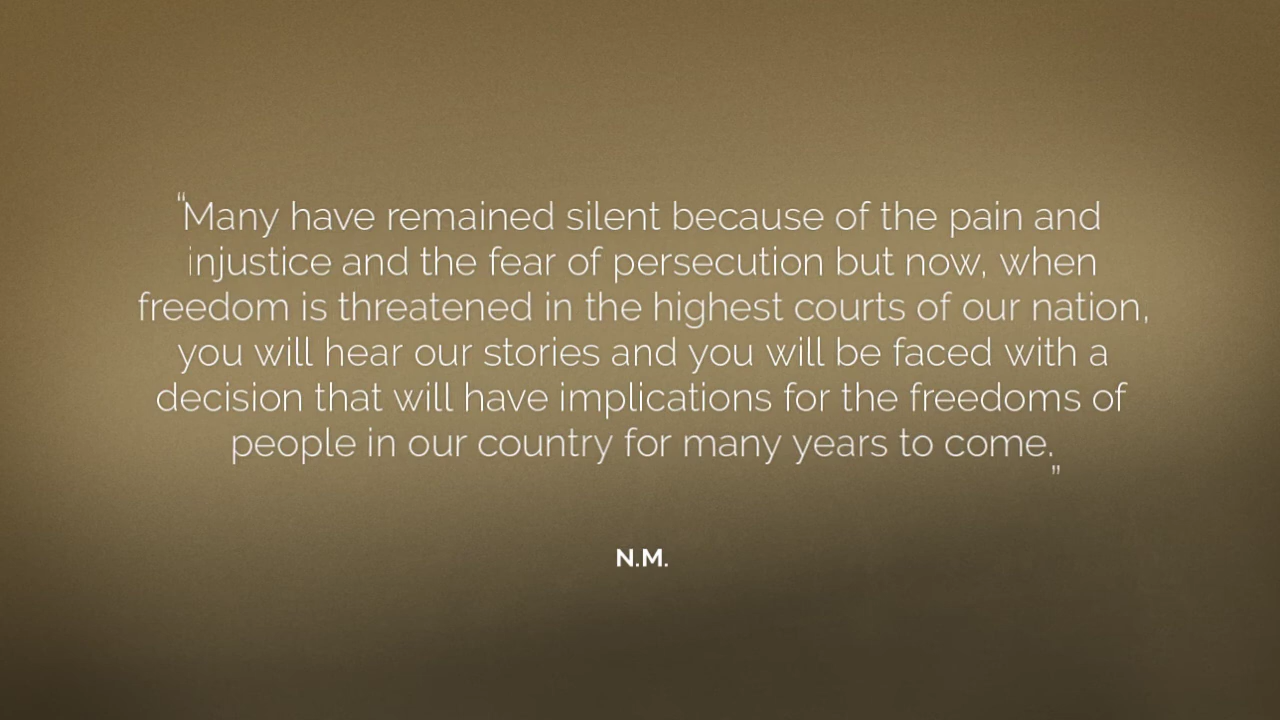 “Many have remained silent because of the pain and
injustice and the fear of persecution but now, when
freedom is threatened in the highest courts of our nation,
you will hear our stories and you will be faced with a
decision that will have implications for the freedoms of
people in our country for many years to come.”
N.M.